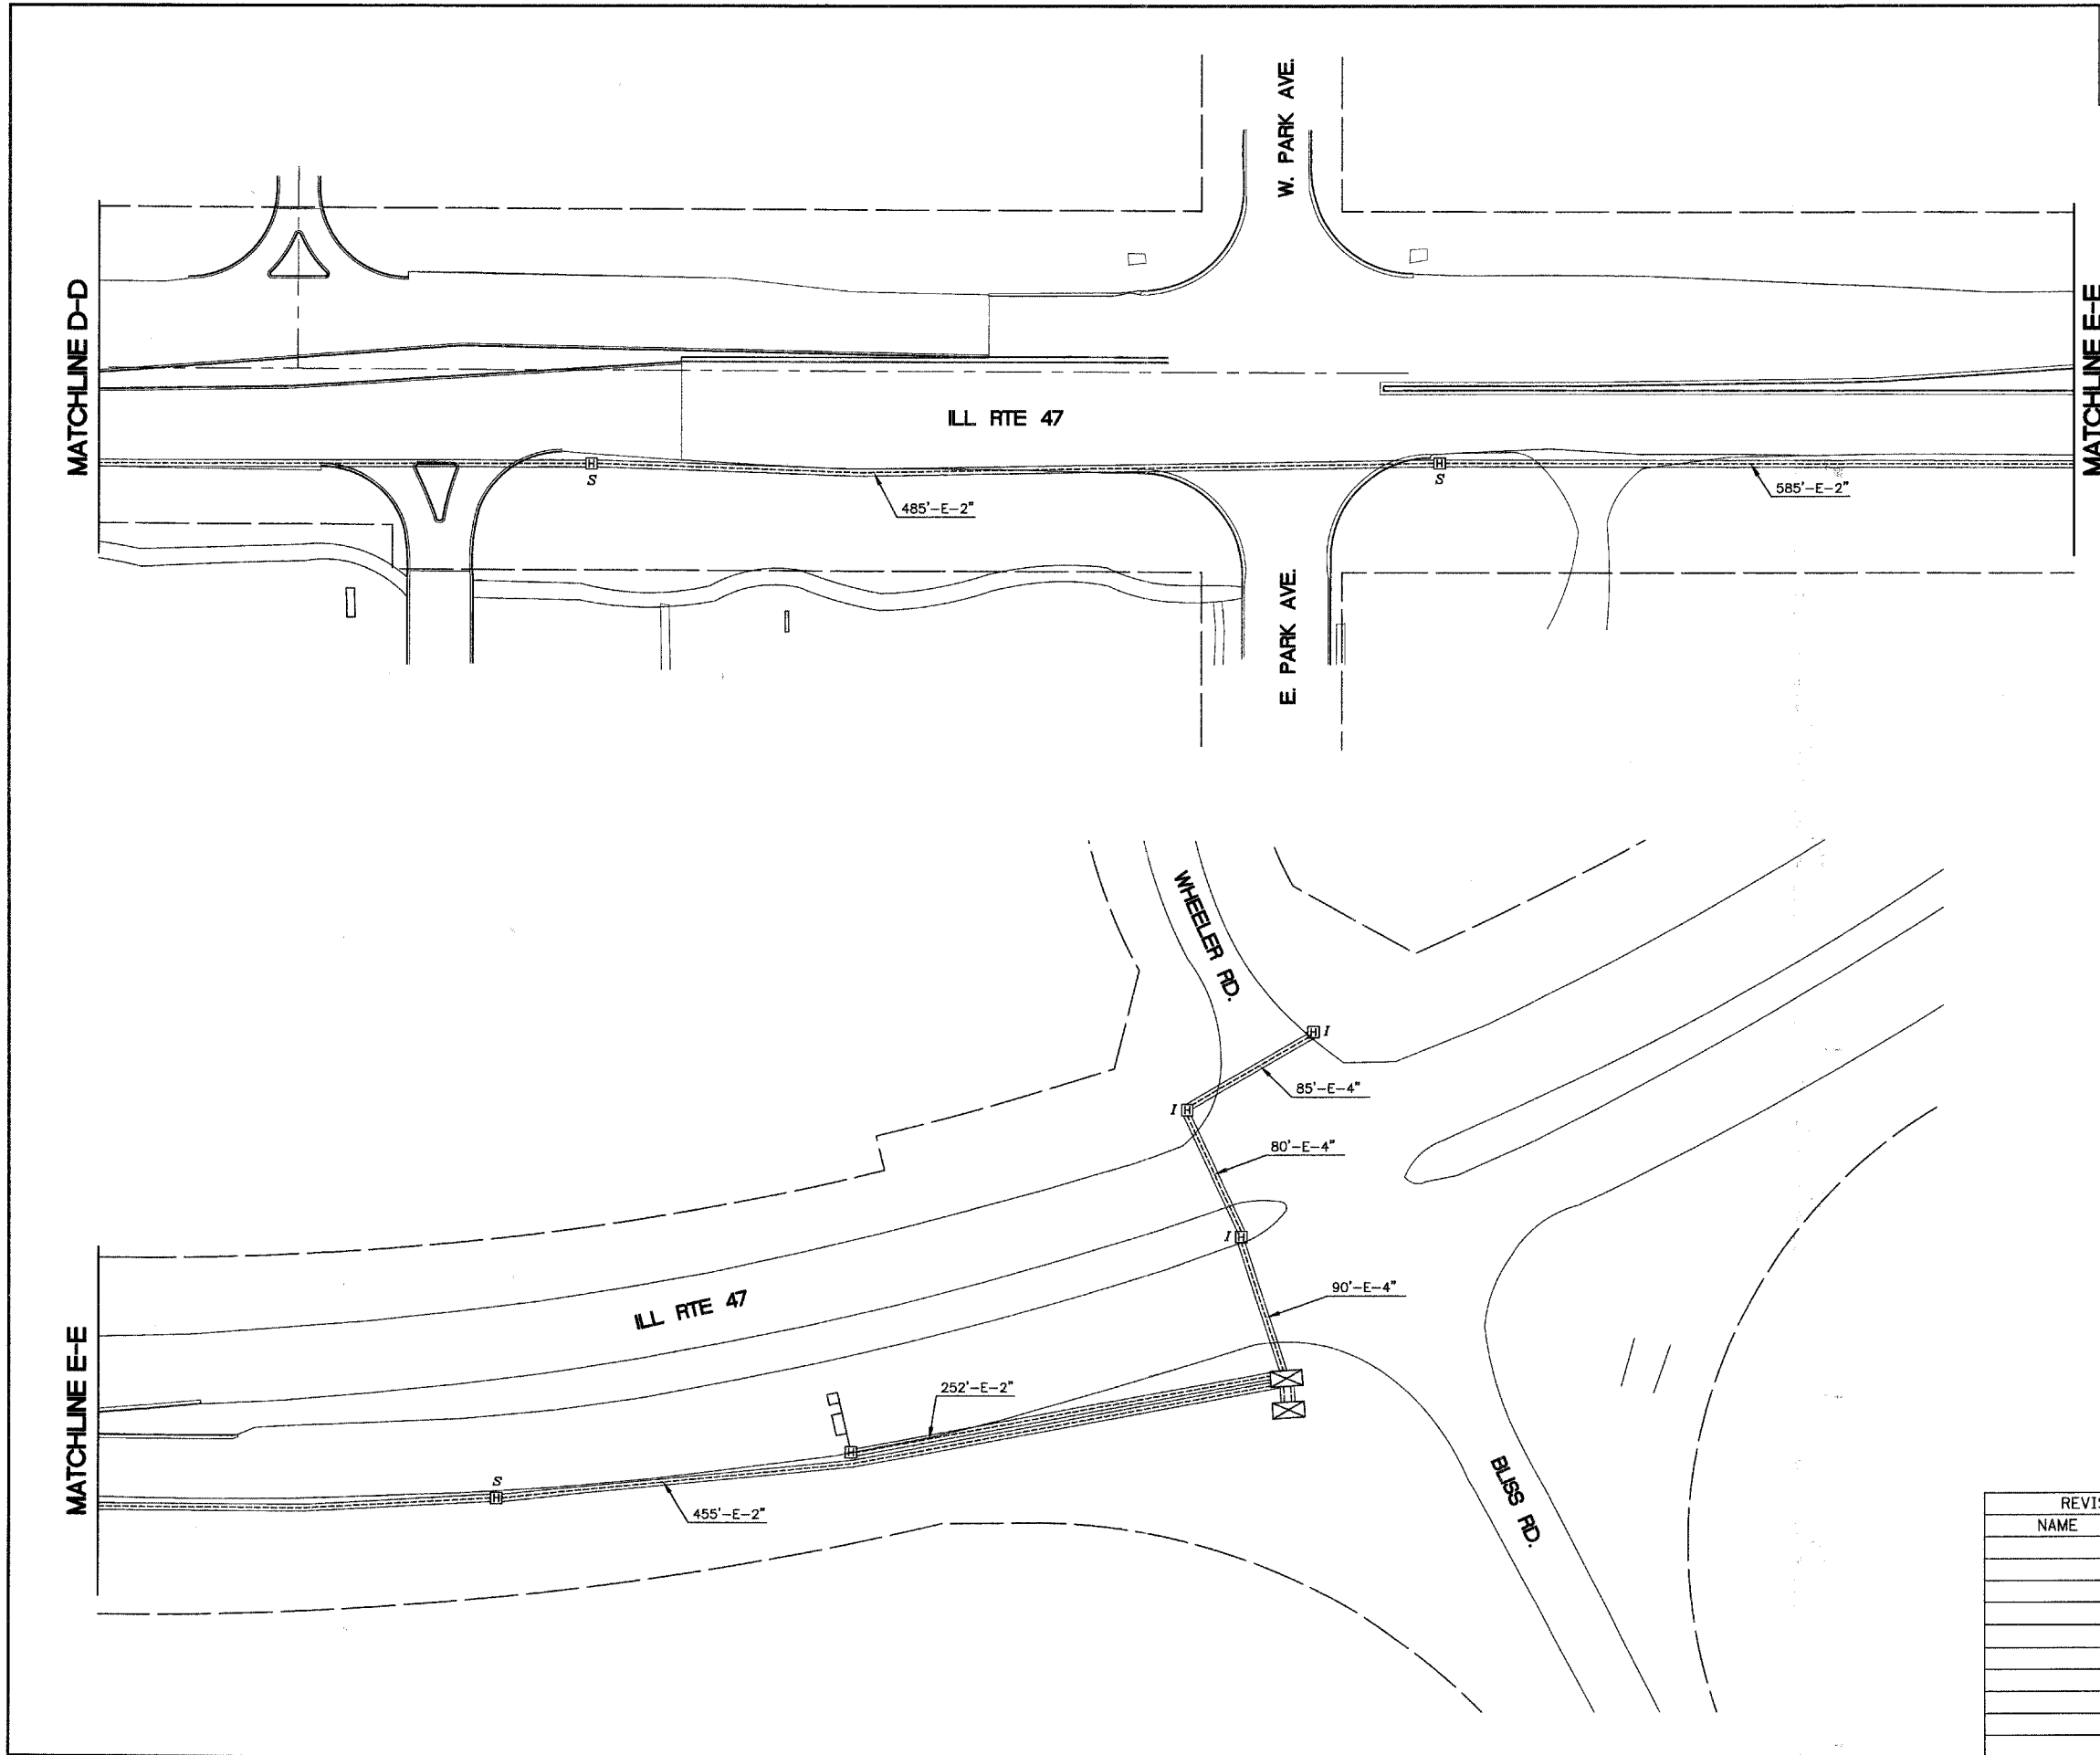 W. PARK AVE.
MATCHLINE D-D
MATCHLINE E-E
ILL RTE 47
H
S
H
S
485'-E-2"
585'-E-2"
E. PARK AVE.
WHEELER RD.
H I
85'-E-4"
I H
80'-E-4"
I H
90'-E-4"
ILL RTE 47
MATCHLINE E-E
252'-E-2"
H
S
H
455'-E-2"
BLISS RD.
REVIS
NAME